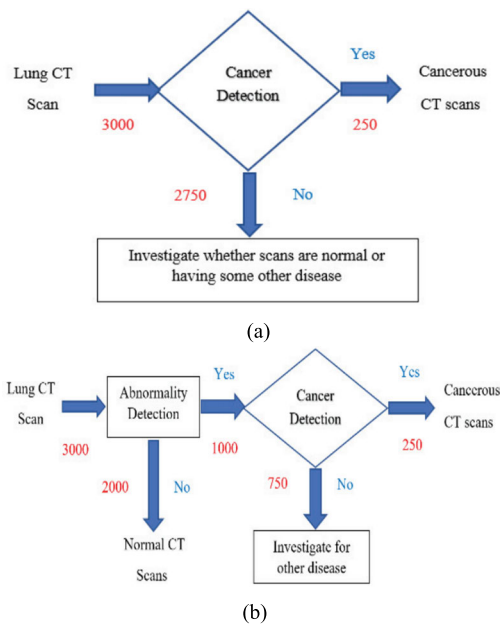 Lung CT
Scan
3000
Cancer
Detection
Yes
250
Cancerous
CT scans
2750
No
Investigate whether scans are normal or
having some other disease
(a)
Lung CT
Scan
3000
Abnormality
Detection
Yes
1000
Cancer
Detection
Yes
250
Cancerous
CT scans
2000
No
Normal CT
Scans
750
No
Investigate for
other disease
(b)